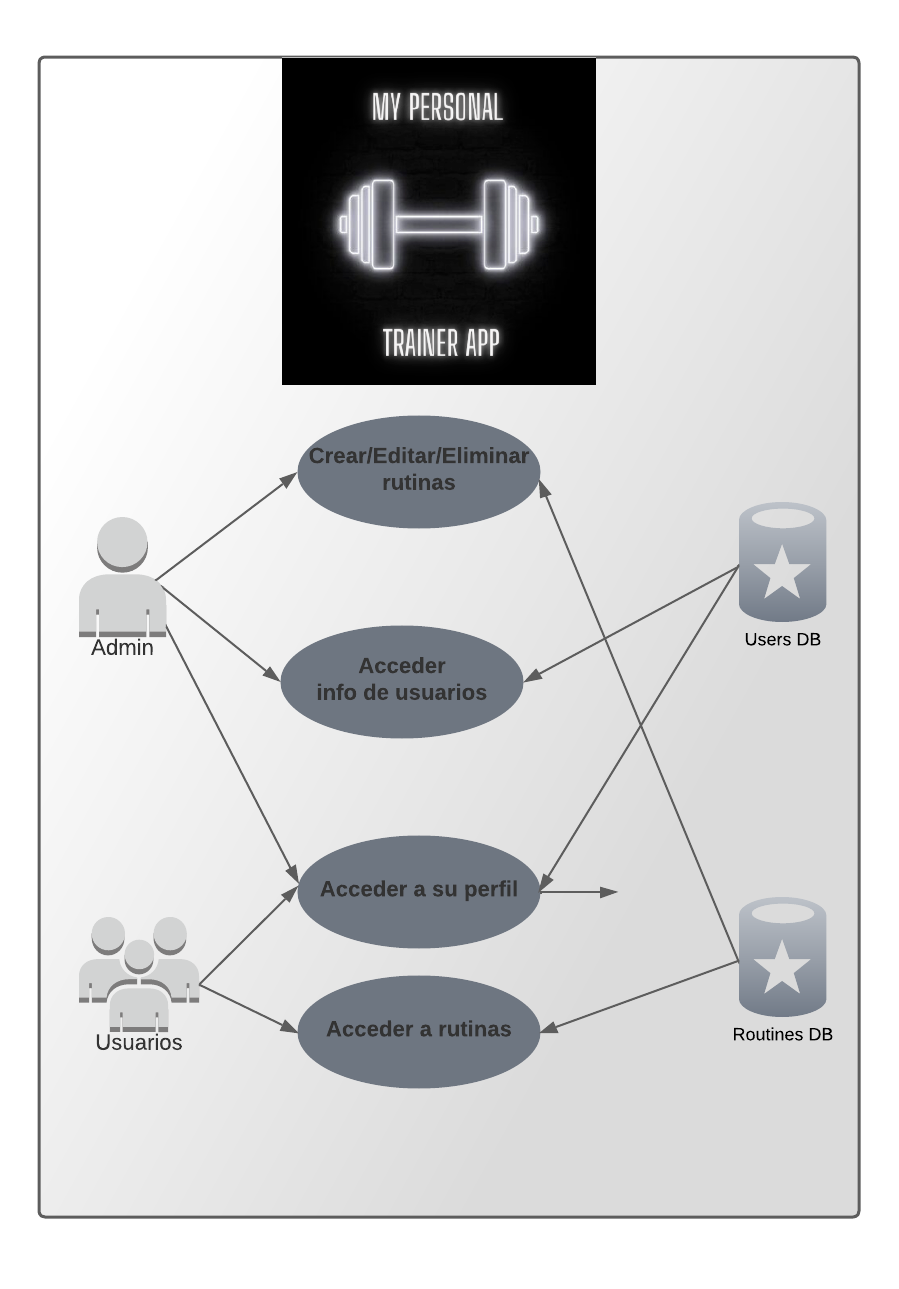 MY PERSONAL
TRAINER APP
Crear/Editar/Eliminar
rutinas
Admin
Users DB
Acceder
info de usuarios
Acceder a su perfil
Usuarios
Acceder a rutinas
Routines DB